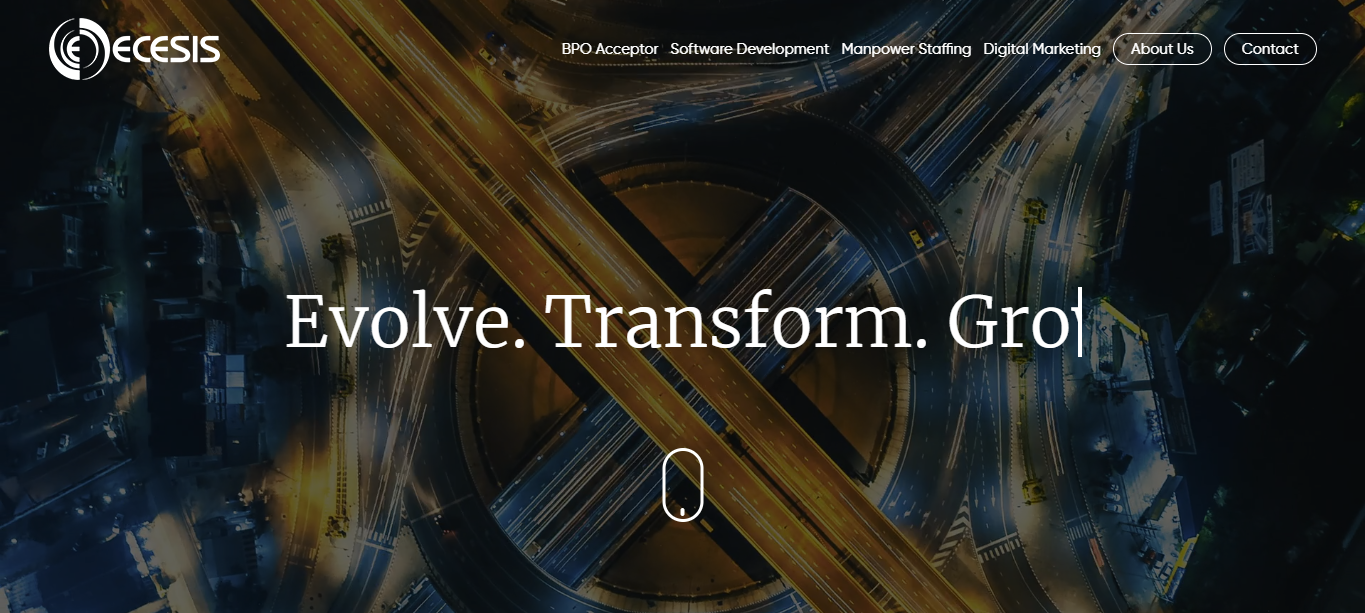 ECESIS
BPO Acceptor Software Development Manpower Staffing Digital Marketing About Us Contact
Evolve. Transform. Gro